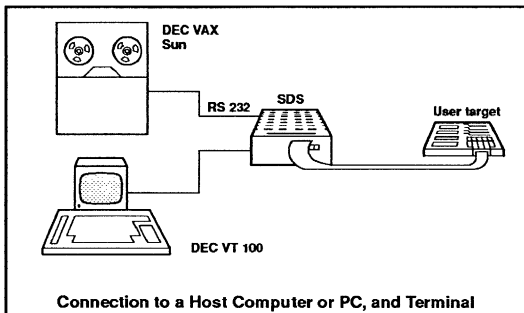 DEC VAX
Sun
RS 232
SDS
User target
DEC VT 100
Connection to a Host Computer or PC, and Terminal